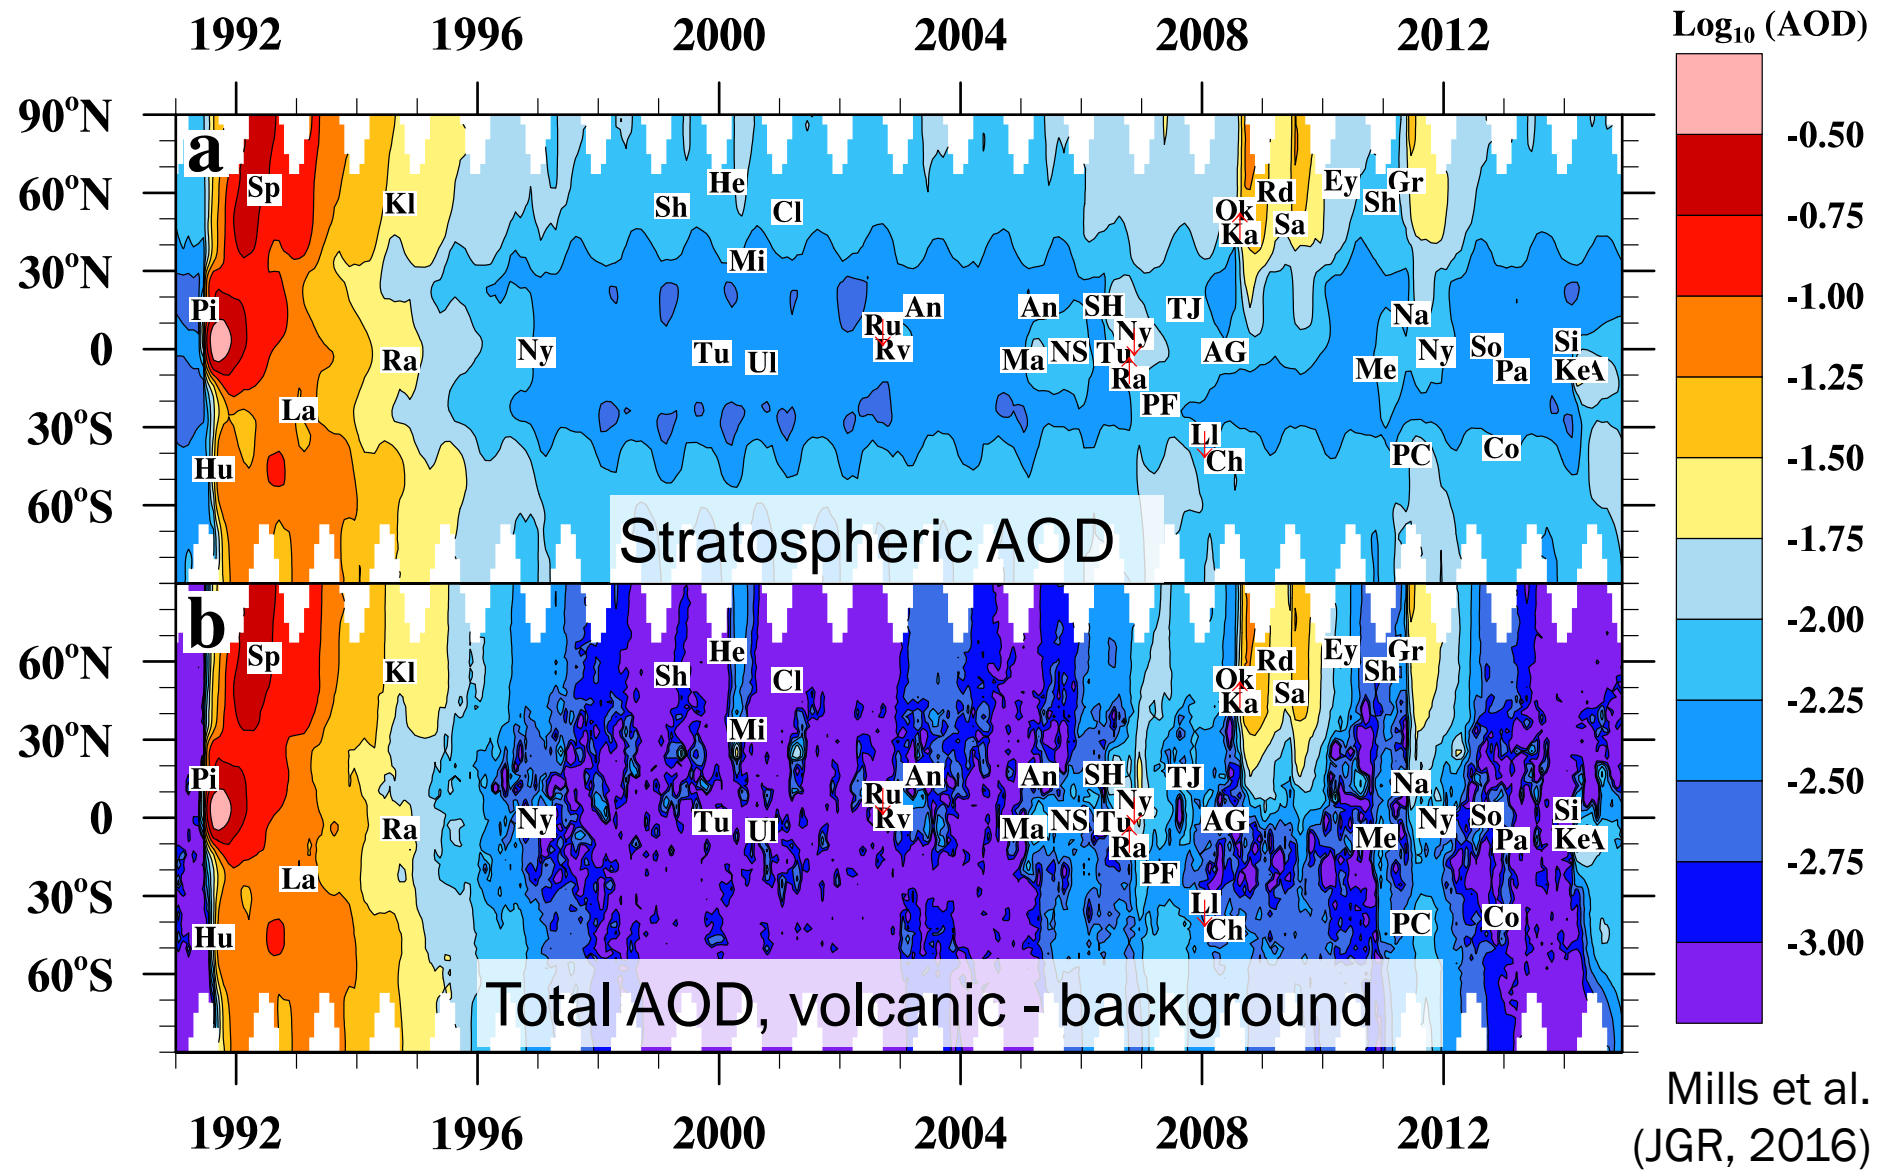 1992 1996 2000 2004 2008 2012
Log₁₀ (AOD)
90°N
60°N
30°N
0
30°S
60°S
a
Sp Kl Sh He Cl Mi
Pi Ra Ny Tu Ul Ru Rv An An Ma NS SH Tu Ny Ra TJ PF AG
La Hu Ll Ch
Ok Ka Rd Sa Ey Sh Gr
Na Me Ny So Pa Si Ke
PC Co
Stratospheric AOD
b
60°N
30°N
0
30°S
60°S
Sp Kl Sh He Cl Mi
Pi Ra Ny Tu Ul Ru Rv An An Ma NS SH Tu Ny Ra TJ PF AG
La Hu Ll Ch
Ok Ka Rd Sa Ey Sh Gr
Na Me Ny So Pa Si Ke
PC Co
Total AOD, volcanic - background
1992 1996 2000 2004 2008 2012
-0.50
-0.75
-1.00
-1.25
-1.50
-1.75
-2.00
-2.25
-2.50
-2.75
-3.00
Mills et al.
(JGR, 2016)